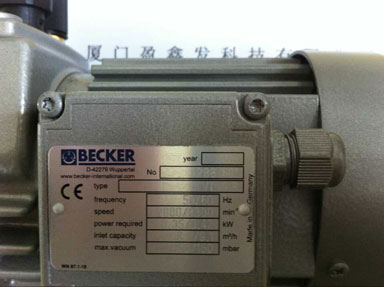 厦门盈鑫发科技有
BECKER
D-42279 Wuppertal
www.becker-international.com
year
No.
CE
type
frequency Hz
speed min
power required kW
inlet capacity m³/h
max vacuum mbar
Made in Germany